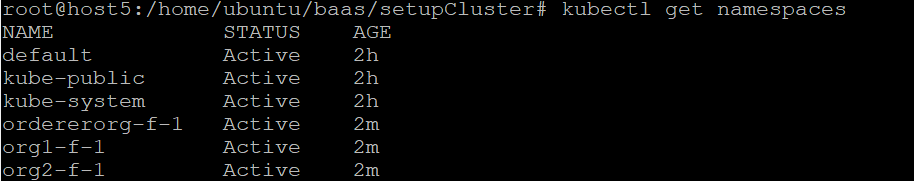 root@host5:/home/ubuntu/baas/setupCluster# kubectl get namespaces
NAME STATUS AGE
default Active 2h
kube-public Active 2h
kube-system Active 2h
ordererorg-f-1 Active 2m
org1-f-1 Active 2m
org2-f-1 Active 2m